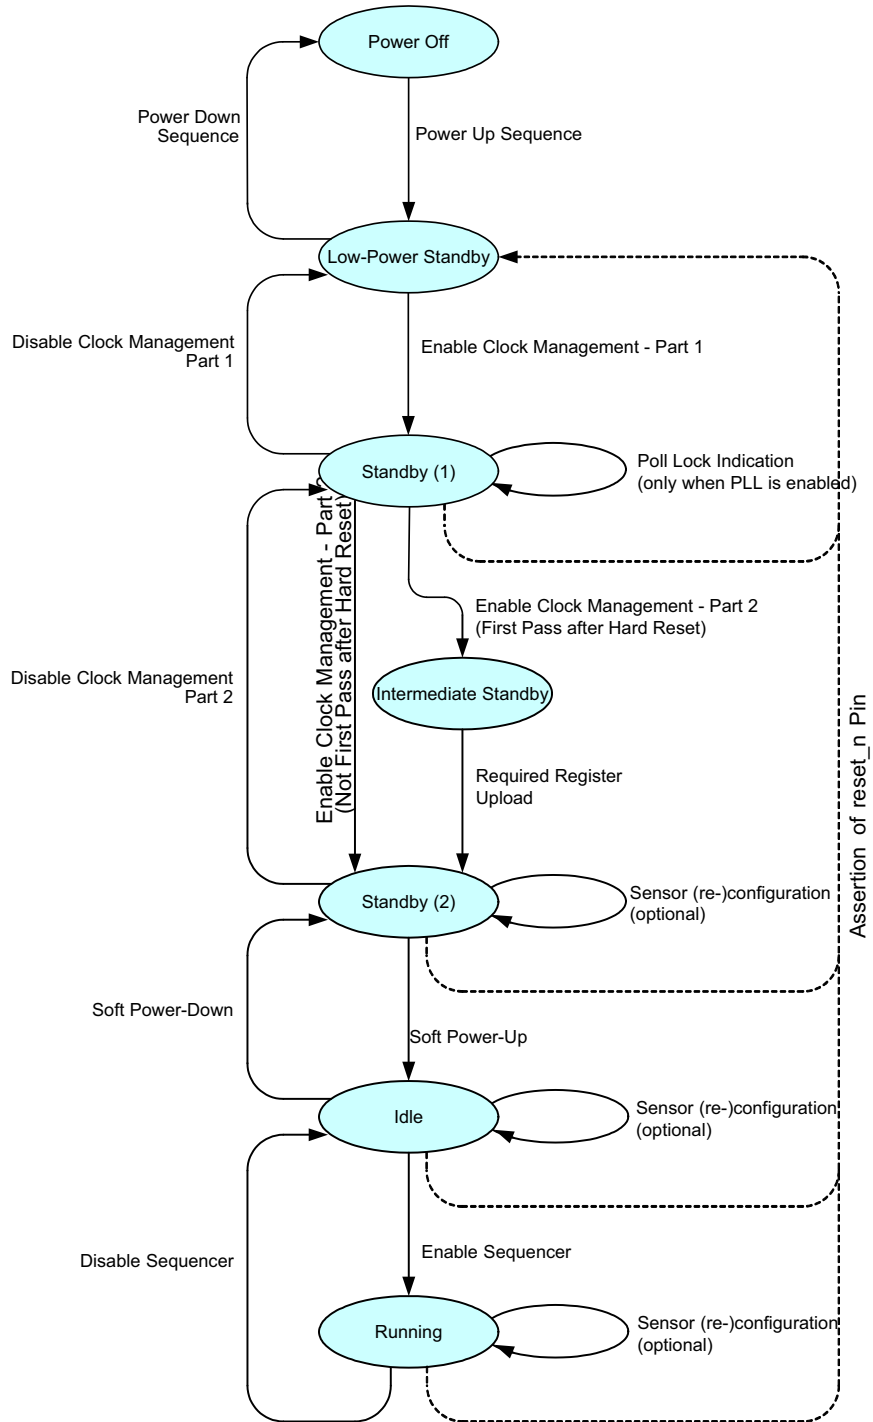 Power Off
Power Down
Sequence
Power Up Sequence
Low-Power Standby
Disable Clock Management
Part 1
Enable Clock Management - Part 1
Standby (1)
Poll Lock Indication
(only when PLL is enabled)
Enable Clock Management - Part
(Not First Pass after Hard Reset)
Enable Clock Management - Part 2
(First Pass after Hard Reset)
Disable Clock Management
Part 2
Intermediate Standby
Required Register
Upload
Assertion of reset_n Pin
Standby (2)
Sensor (re-)configuration
(optional)
Soft Power-Down
Soft Power-Up
Idle
Sensor (re-)configuration
(optional)
Disable Sequencer
Enable Sequencer
Running
Sensor (re-)configuration
(optional)